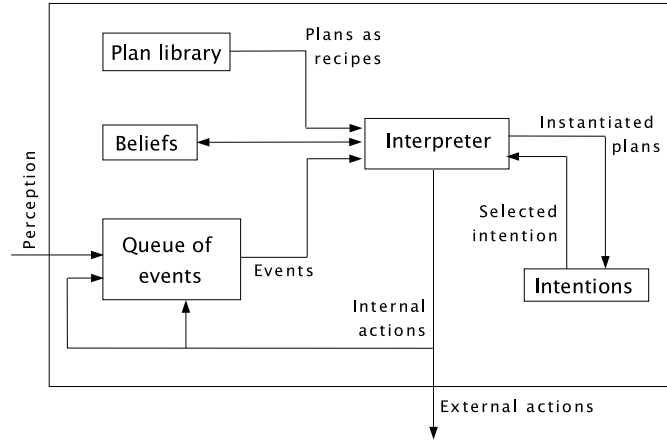 Plans as
recipes
Plan library
Beliefs
Interpreter
Instantiated
plans
Perception
Queue of
events
Events
Selected
intention
Intentions
Internal
actions
External actions